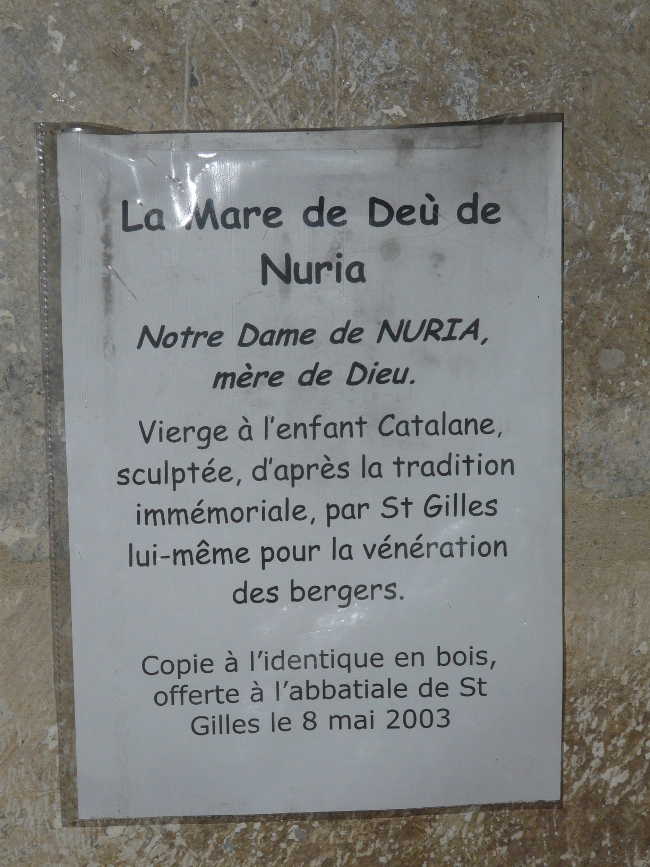 La Mare de Deù de
Nuria
Notre Dame de NURIA,
mère de Dieu.
Vierge à l'enfant Catalane,
sculptée, d'après la tradition
immémoriale, par St Gilles
lui-même pour la vénération
des bergers.
Copie à l'identique en bois,
offerte à l'abbatiale de St
Gilles le 8 mai 2003